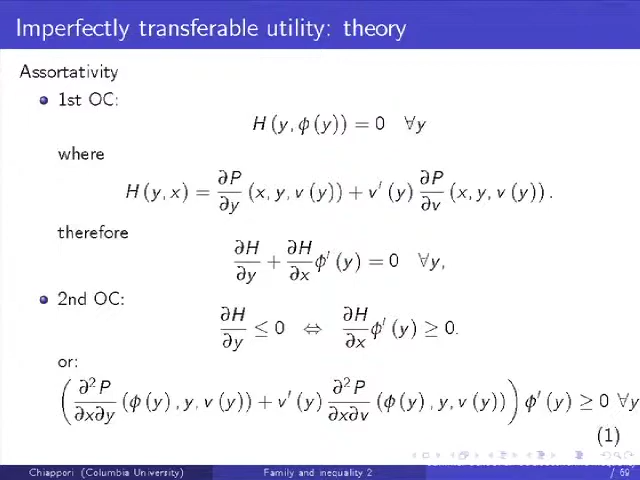 Imperfectly transferable utility: theory
Assortativity
1st OC:
H (y, ϕ (y)) = 0 ∀y
where
H (y, x) = ∂P/∂y (x, y, v (y)) + v′ (y) ∂P/∂v (x, y, v (y)) .
therefore
∂H/∂y + ∂H/∂x ϕ′ (y) = 0 ∀y,
2nd OC:
∂H/∂y ≤ 0 ⇔ ∂H/∂x ϕ′ (y) ≥ 0.
or:
( ∂²P/∂x∂y (ϕ (y) , y, v (y)) + v′ (y) ∂²P/∂x∂v (ϕ (y) , y, v (y)) ) ϕ′ (y) ≥ 0 ∀y
(1)
Chiappori (Columbia University) Family and inequality 2 / 69